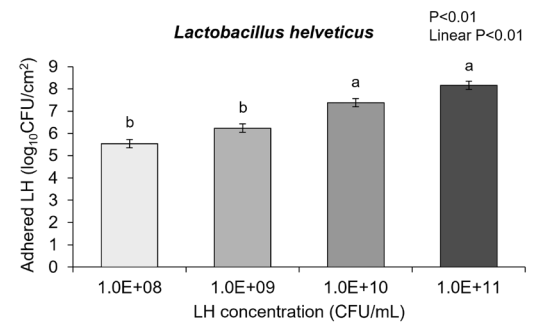 Lactobacillus helveticus
P<0.01
Linear P<0.01
Adhered LH (log₁₀CFU/cm²)
9
8
7
6
5
4
3
2
1
0
b
b
a
a
1.0E+08 1.0E+09 1.0E+10 1.0E+11
LH concentration (CFU/mL)